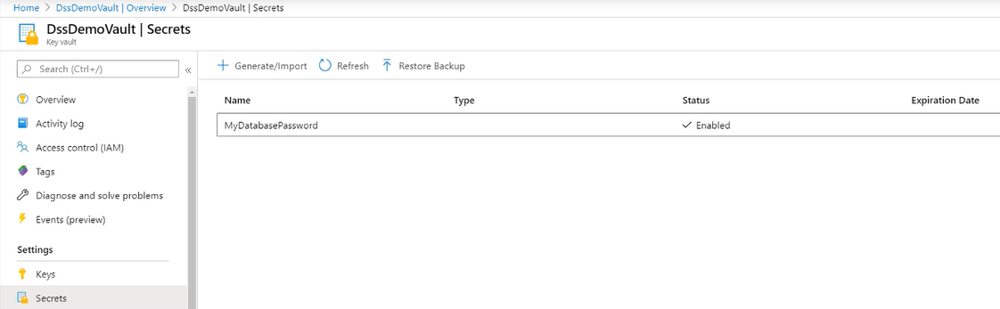 Home > DssDemoVault | Overview > DssDemoVault | Secrets
DssDemoVault | Secrets
Key vault
Search (Ctrl+/)
«
Overview
Activity log
Access control (IAM)
Tags
Diagnose and solve problems
Events (preview)
Settings
Keys
Secrets
Generate/Import Refresh Restore Backup
Name Type Status Expiration Date
MyDatabasePassword Enabled